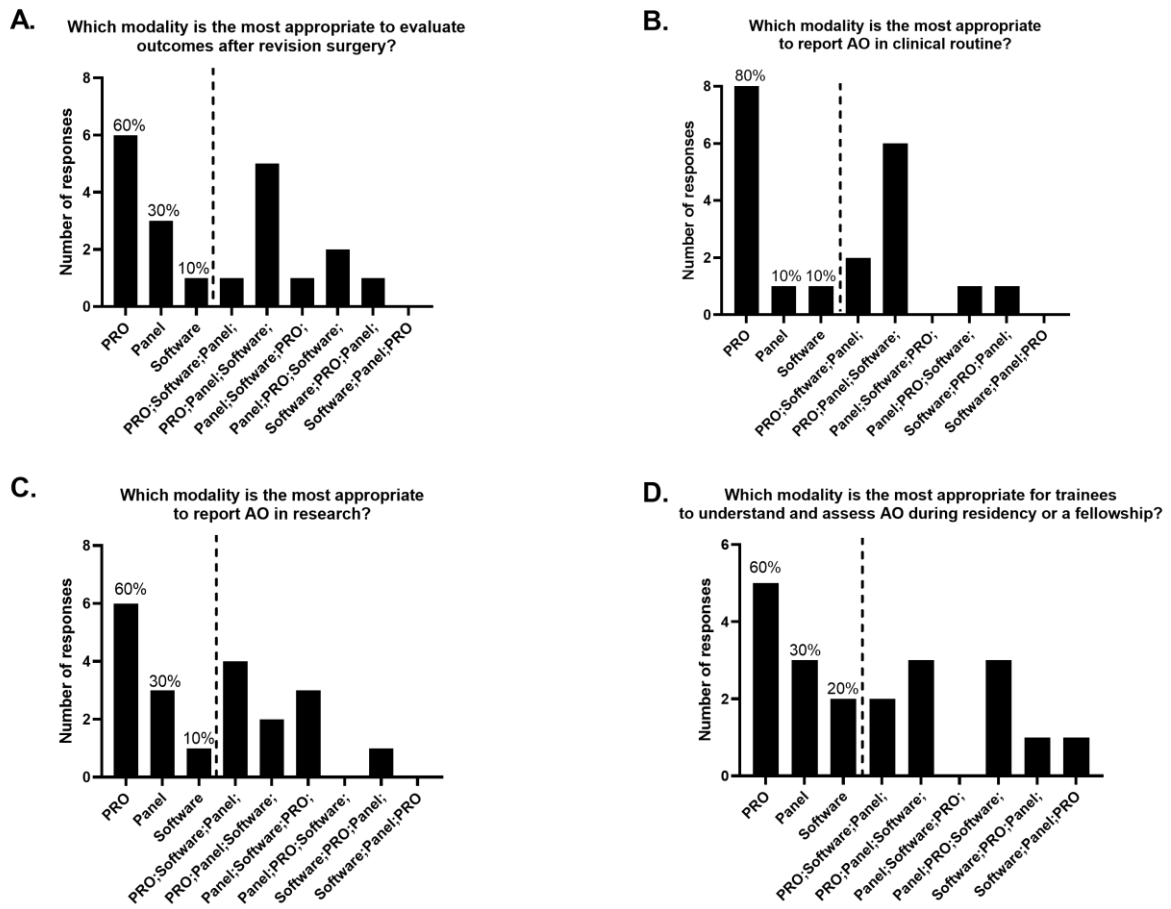 A.
Which modality is the most appropriate to evaluate
outcomes after revision surgery?
Number of responses
8
6
4
2
0
60%
30%
10%
PRO
Panel
Software
PRO;Software;Panel;
PRO;Panel;Software;
Panel;Software;PRO;
Panel;PRO;Software;
Software;PRO;Panel;
Software;Panel;PRO
B.
Which modality is the most appropriate
to report AO in clinical routine?
Number of responses
8
6
4
2
0
80%
10%
10%
PRO
Panel
Software
PRO;Software;Panel;
PRO;Panel;Software;
Panel;Software;PRO;
Panel;PRO;Software;
Software;PRO;Panel;
Software;Panel;PRO
C.
Which modality is the most appropriate
to report AO in research?
Number of responses
8
6
4
2
0
60%
30%
10%
PRO
Panel
Software
PRO;Software;Panel;
PRO;Panel;Software;
Panel;Software;PRO;
Panel;PRO;Software;
Software;PRO;Panel;
Software;Panel;PRO
D.
Which modality is the most appropriate for trainees
to understand and assess AO during residency or a fellowship?
Number of responses
6
4
2
0
60%
30%
20%
PRO
Panel
Software
PRO;Software;Panel;
PRO;Panel;Software;
Panel;Software;PRO;
Panel;PRO;Software;
Software;PRO;Panel;
Software;Panel;PRO